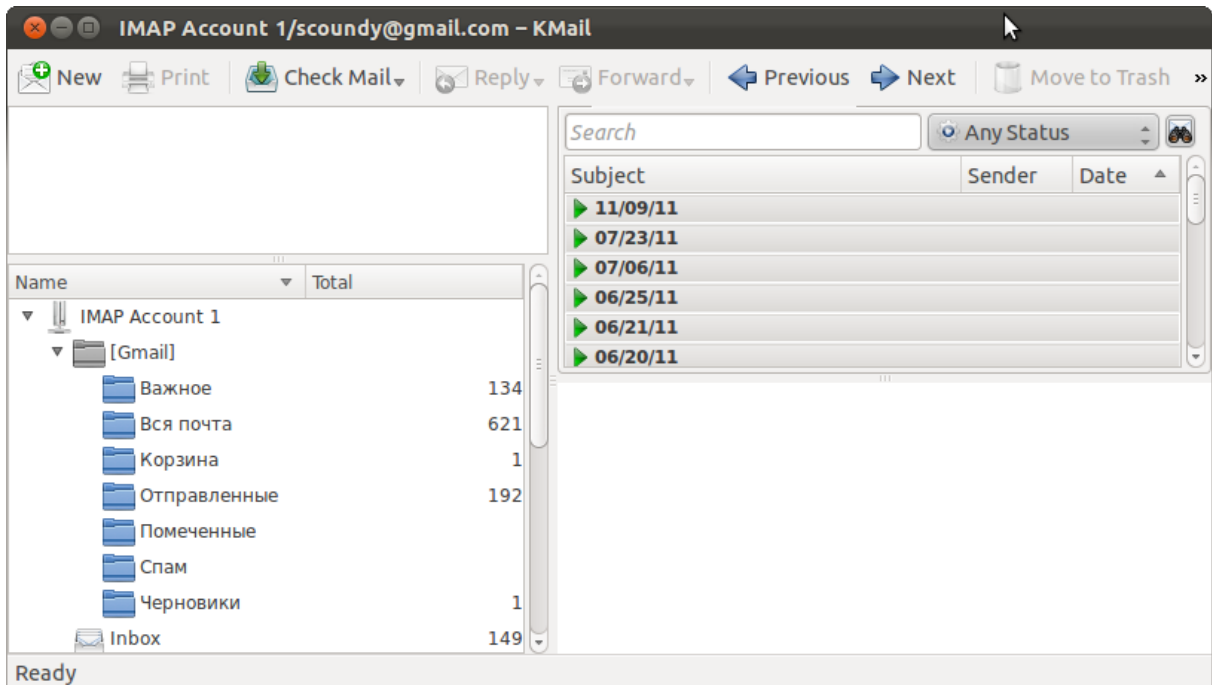 IMAP Account 1/scoundy@gmail.com – KMail
New Print Check Mail Reply Forward Previous Next Move to Trash »
Search Any Status
Subject Sender Date
11/09/11
07/23/11
07/06/11
06/25/11
06/21/11
06/20/11
Name Total
IMAP Account 1
[Gmail]
Важное 134
Вся почта 621
Корзина 1
Отправленные 192
Помеченные
Спам
Черновики 1
Inbox 149
Ready